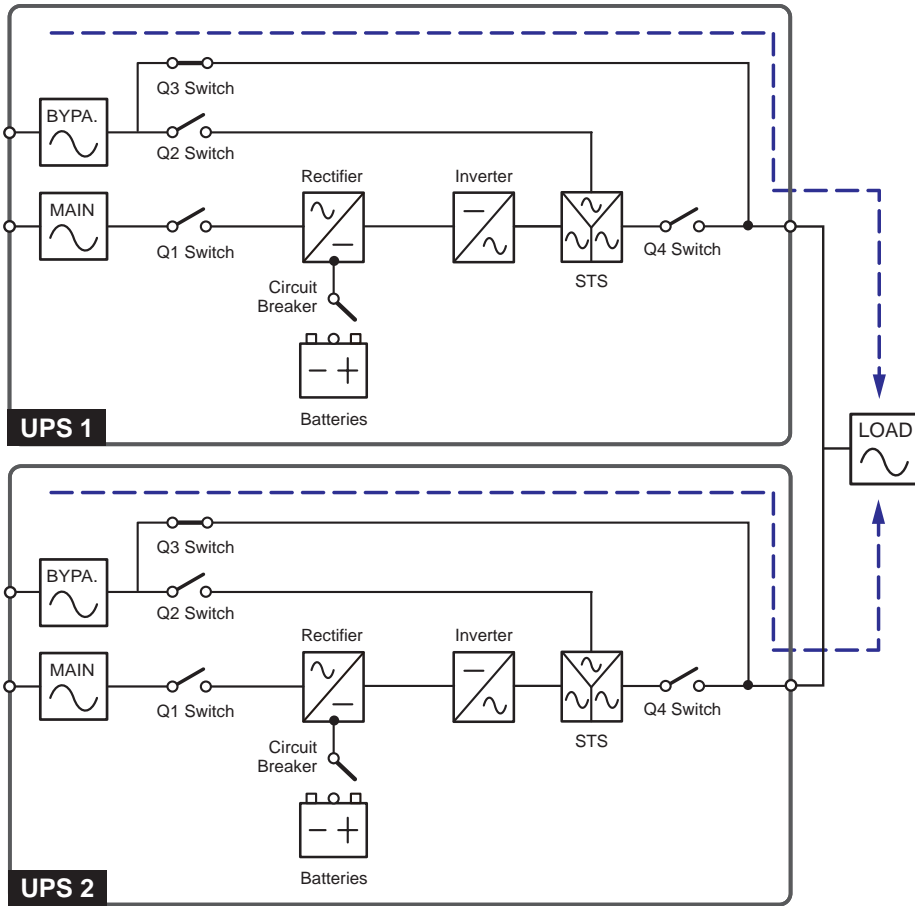 Q3 Switch
BYPA.
Q2 Switch
Rectifier
Inverter
MAIN
Q1 Switch
Q4 Switch
STS
Circuit
Breaker
Batteries
UPS 1
LOAD
Q3 Switch
BYPA.
Q2 Switch
Rectifier
Inverter
MAIN
Q1 Switch
Q4 Switch
STS
Circuit
Breaker
Batteries
UPS 2